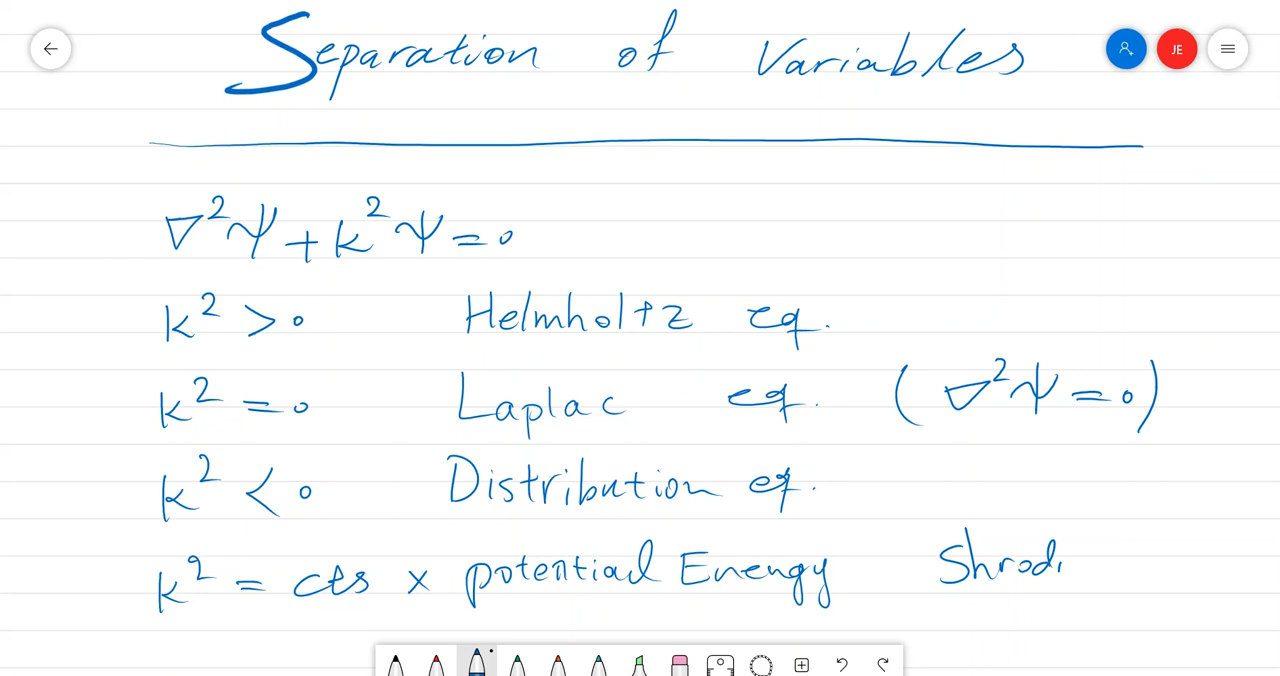 Separation of Variables
JE
∇²Ψ + k²Ψ = 0
k² > 0 Helmholtz eq.
k² = 0 Laplac eq. (∇²Ψ = 0)
k² < 0 Distribution eq.
k² = cts × potential Energy Shrodi